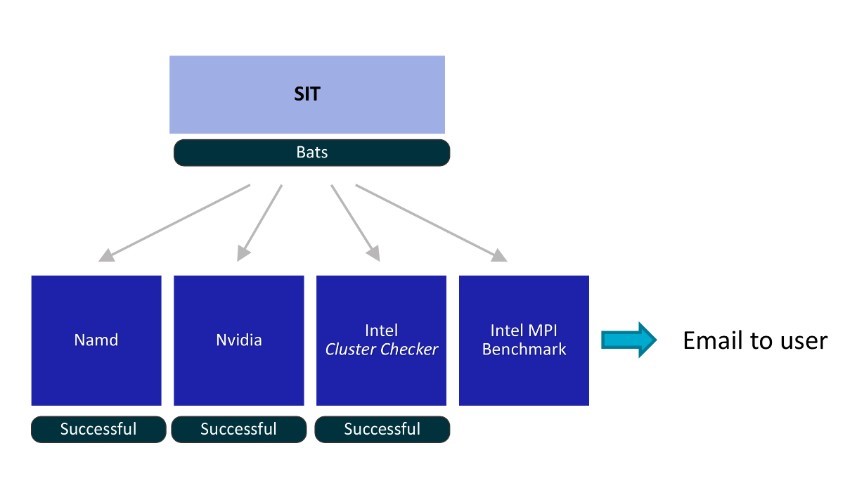 SIT
Bats
Namd
Nvidia
Intel
Cluster Checker
Intel MPI
Benchmark
Email to user
Successful
Successful
Successful